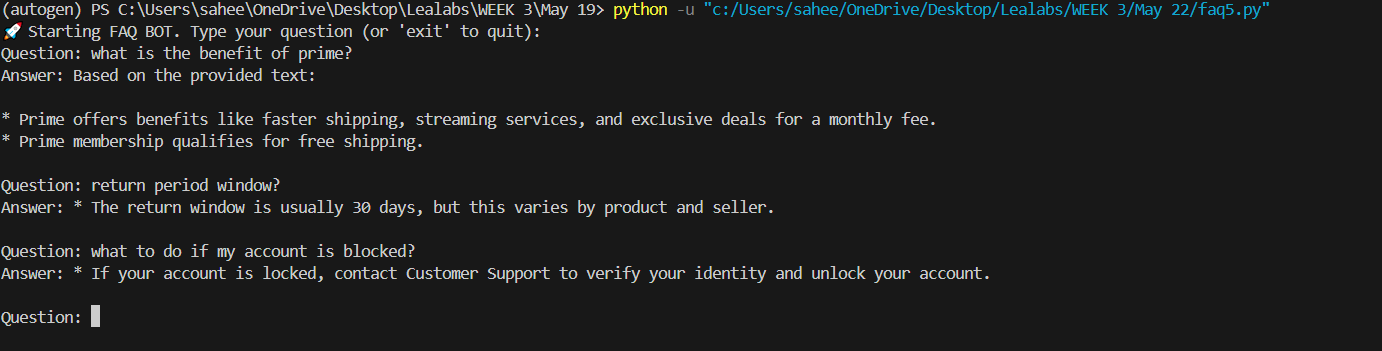 (autogen) PS C:\Users\sahee\OneDrive\Desktop\Lealabs\WEEK 3\May 19> python -u "c:/Users/sahee/OneDrive/Desktop/Lealabs/WEEK 3/May 22/faq5.py"
🚀 Starting FAQ BOT. Type your question (or 'exit' to quit):
Question: what is the benefit of prime?
Answer: Based on the provided text:
* Prime offers benefits like faster shipping, streaming services, and exclusive deals for a monthly fee.
* Prime membership qualifies for free shipping.
Question: return period window?
Answer: * The return window is usually 30 days, but this varies by product and seller.
Question: what to do if my account is blocked?
Answer: * If your account is locked, contact Customer Support to verify your identity and unlock your account.
Question: